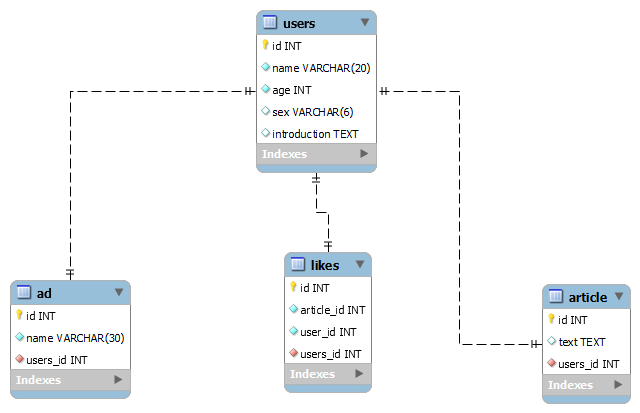 users
id INT
name VARCHAR(20)
age INT
sex VARCHAR(6)
introduction TEXT
Indexes
ad
id INT
name VARCHAR(30)
users_id INT
Indexes
likes
id INT
article_id INT
user_id INT
users_id INT
Indexes
article
id INT
text TEXT
users_id INT
Indexes